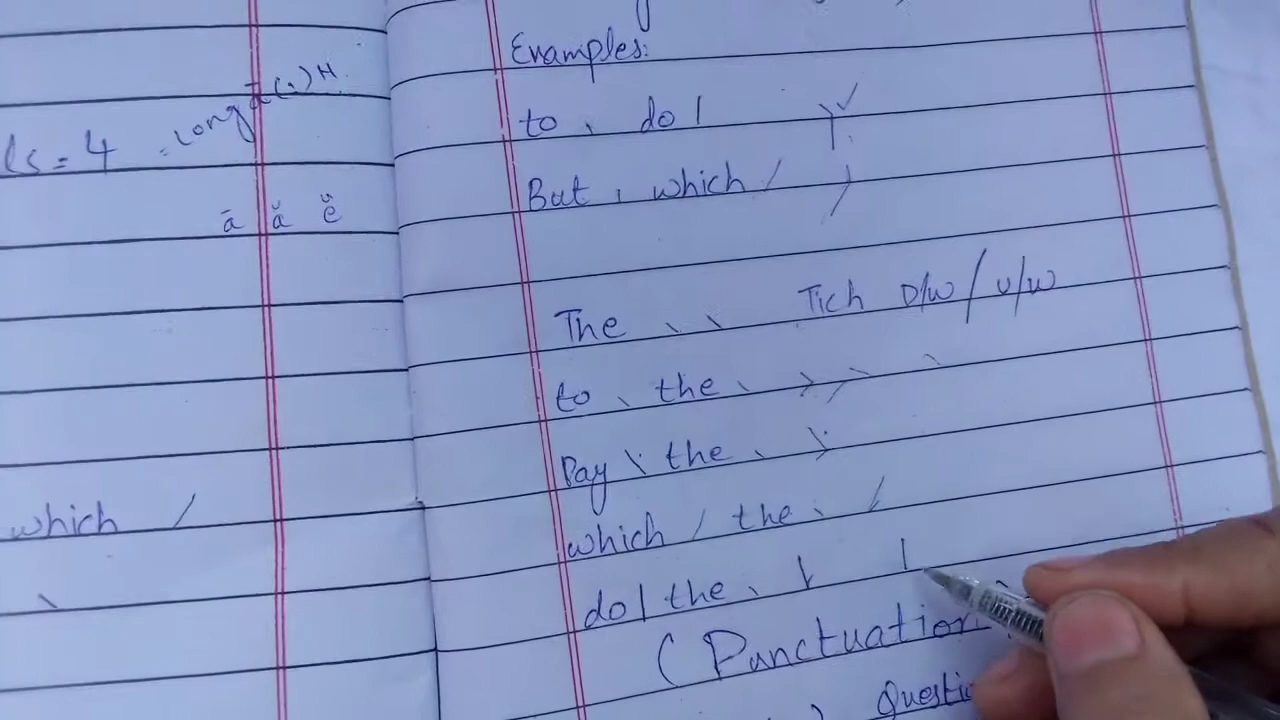 ls = 4 . Long ā (.) H.
ā ă ĕ
which /
\
Examples:
to \ do |
But , which /
The \ \ Tich D/W / U/W
to \ the \
Pay \ the \
which / the \ /
do | the \
(Punctuation
Questi